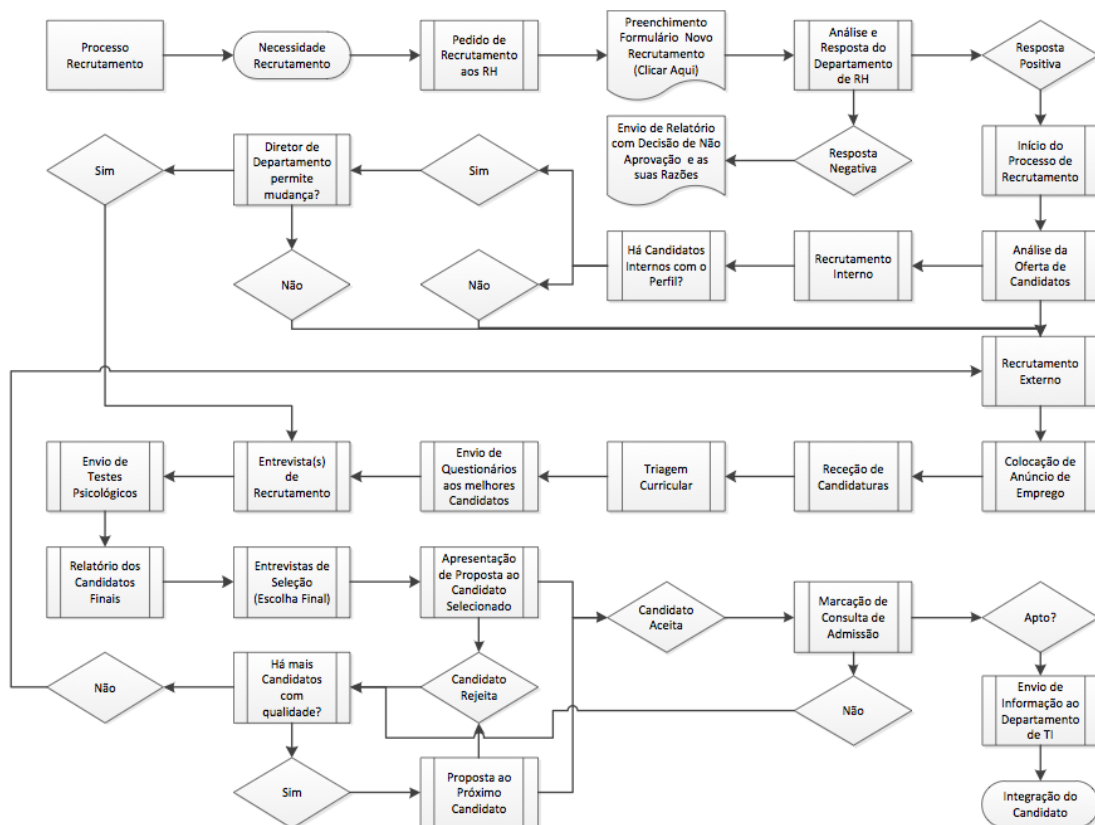 Processo
Recrutamento
Necessidade
Recrutamento
Pedido de
Recrutamento
aos RH
Preenchimento
Formulário Novo
Recrutamento
(Clicar Aqui)
Análise e
Resposta do
Departamento
de RH
Resposta
Positiva
Sim
Diretor de
Departamento
permite
mudança?
Sim
Envio de Relatório
com Decisão de Não
Aprovação e as
suas Razões
Resposta
Negativa
Início do
Processo de
Recrutamento
Não
Não
Há Candidatos
Internos com o
Perfil?
Recrutamento
Interno
Análise da
Oferta de
Candidatos
Recrutamento
Externo
Envio de
Testes
Psicológicos
Entrevista(s)
de
Recrutamento
Envio de
Questionários
aos melhores
Candidatos
Triagem
Curricular
Receção de
Candidaturas
Colocação de
Anúncio de
Emprego
Relatório dos
Candidatos
Finais
Entrevistas de
Seleção
(Escolha Final)
Apresentação
de Proposta ao
Candidato
Selecionado
Candidato
Aceita
Marcação de
Consulta de
Admissão
Apto?
Não
Há mais
Candidatos
com
qualidade?
Candidato
Rejeita
Não
Envio de
Informação ao
Departamento
de TI
Sim
Proposta ao
Próximo
Candidato
Integração do
Candidato